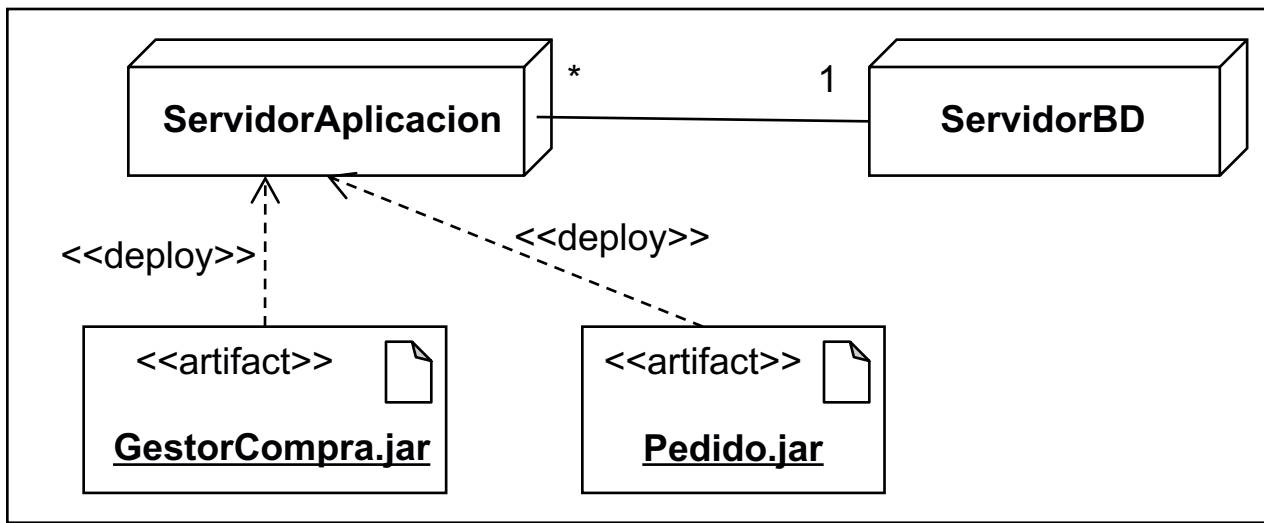 * 1
ServidorAplicacion ServidorBD
<<deploy>> <<deploy>>
<<artifact>> <<artifact>>
GestorCompra.jar Pedido.jar